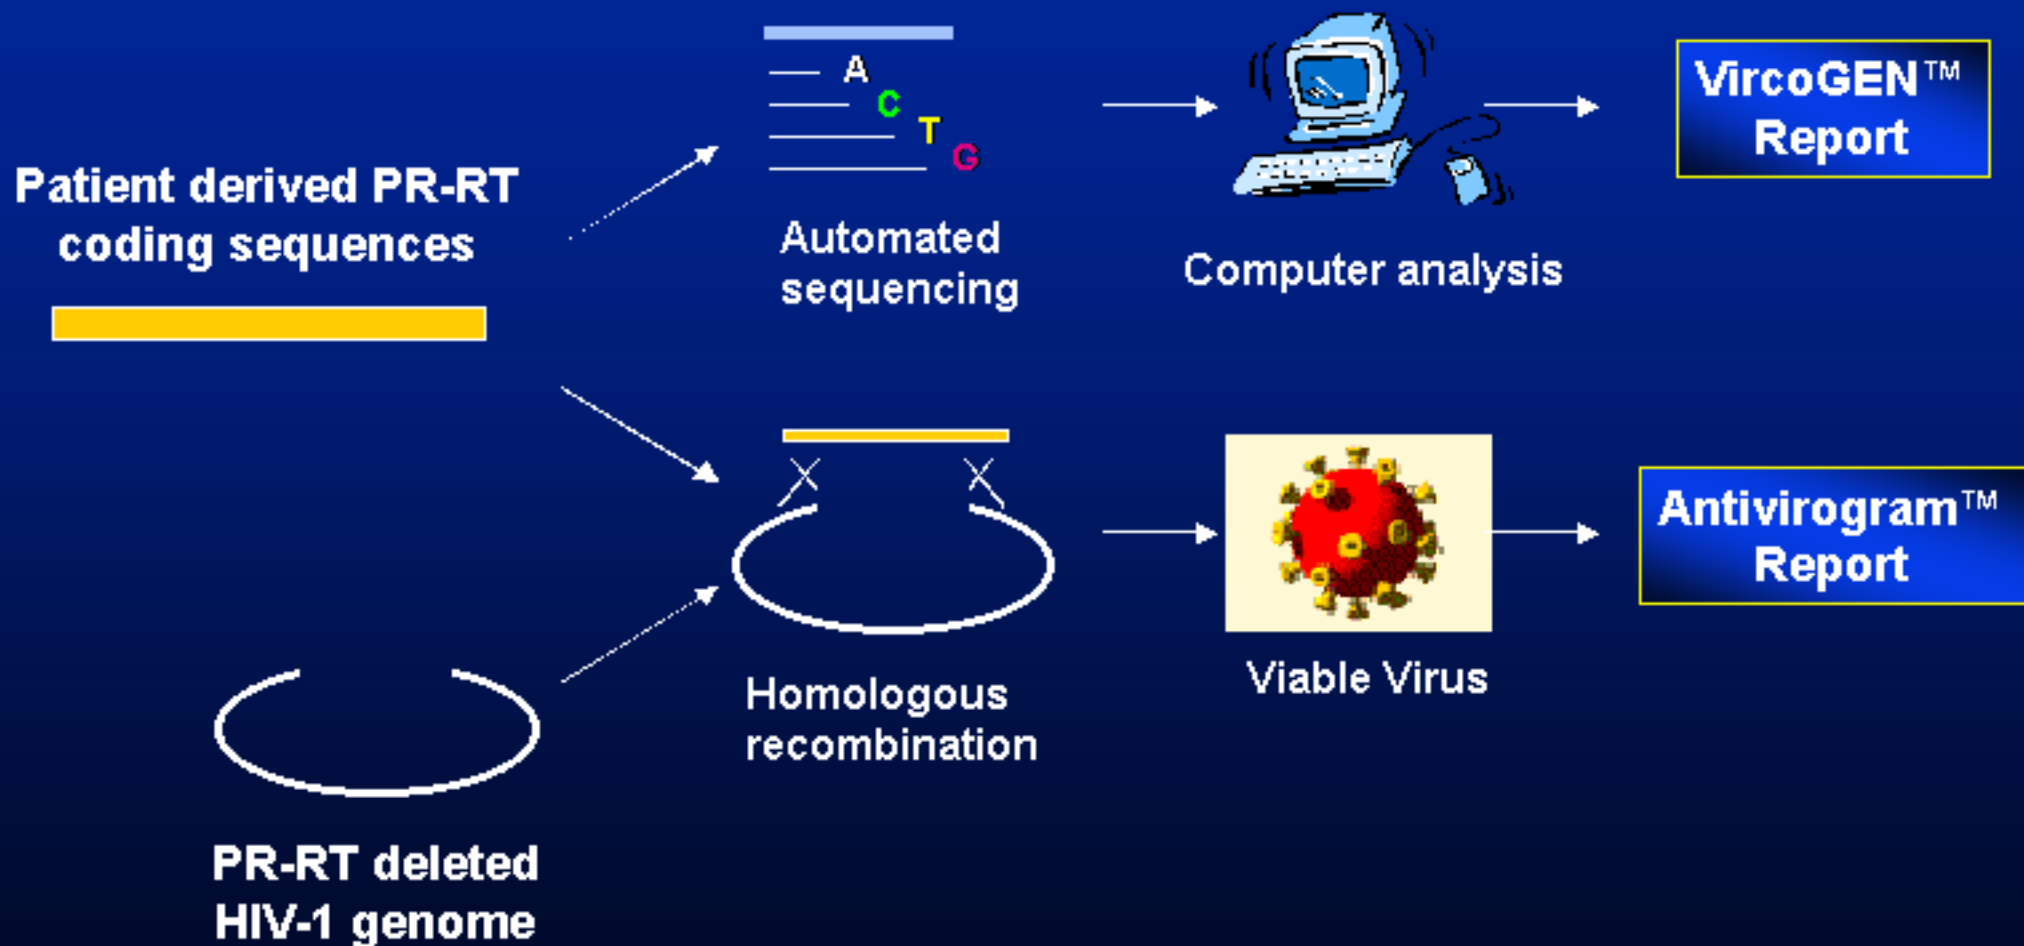 Patient derived PR-RT
coding sequences
A
C
T
G
Automated
sequencing
Computer analysis
VircoGEN™
Report
PR-RT deleted
HIV-1 genome
Homologous
recombination
Viable Virus
Antivirogram™
Report